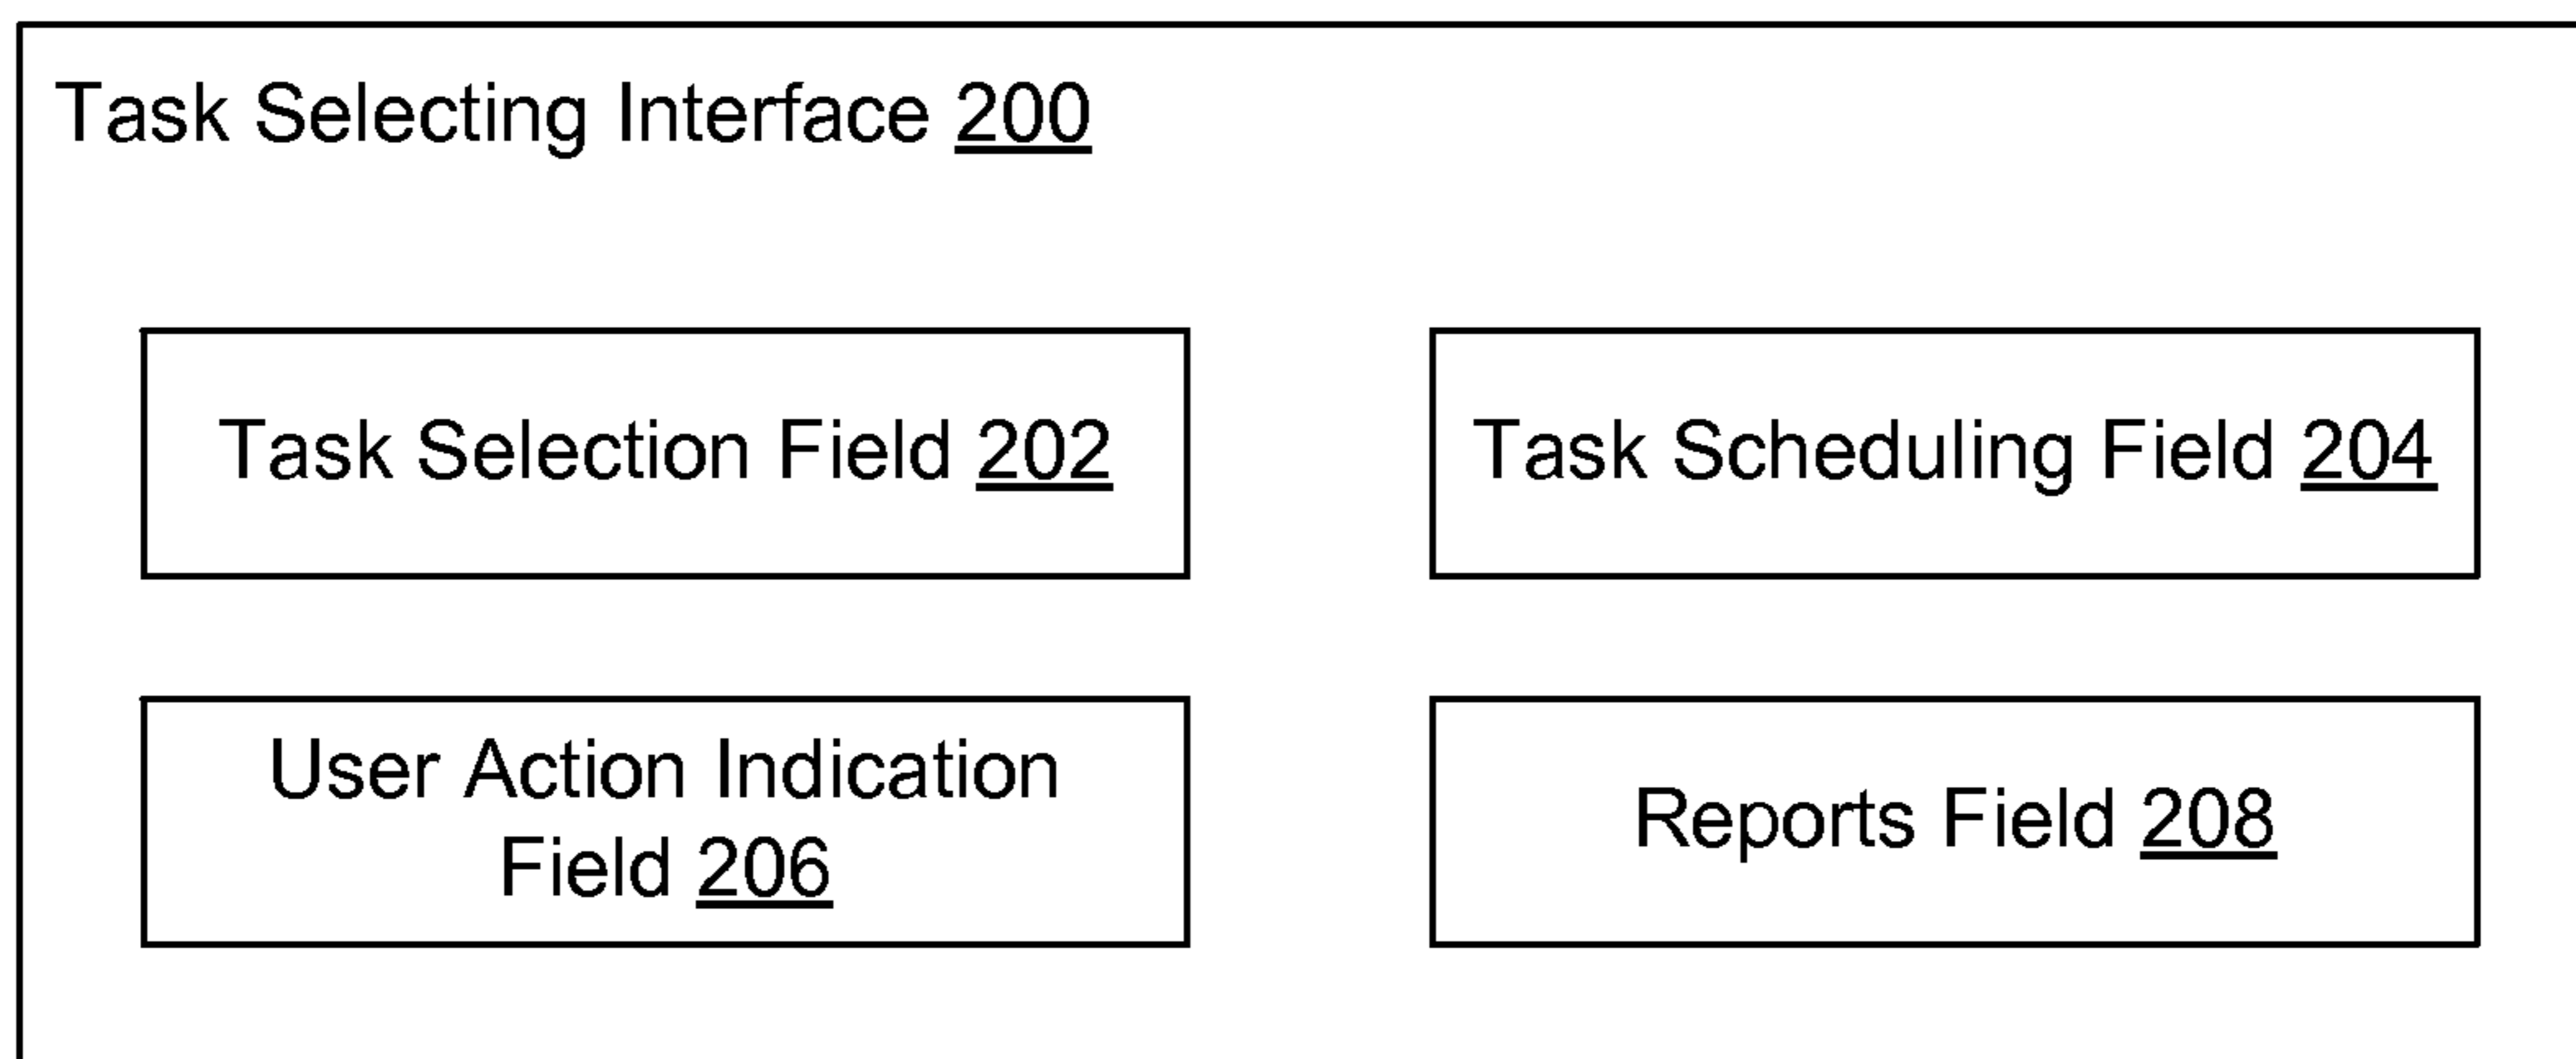 Task Selecting Interface 200
Task Selection Field 202
Task Scheduling Field 204
User Action Indication
Field 206
Reports Field 208